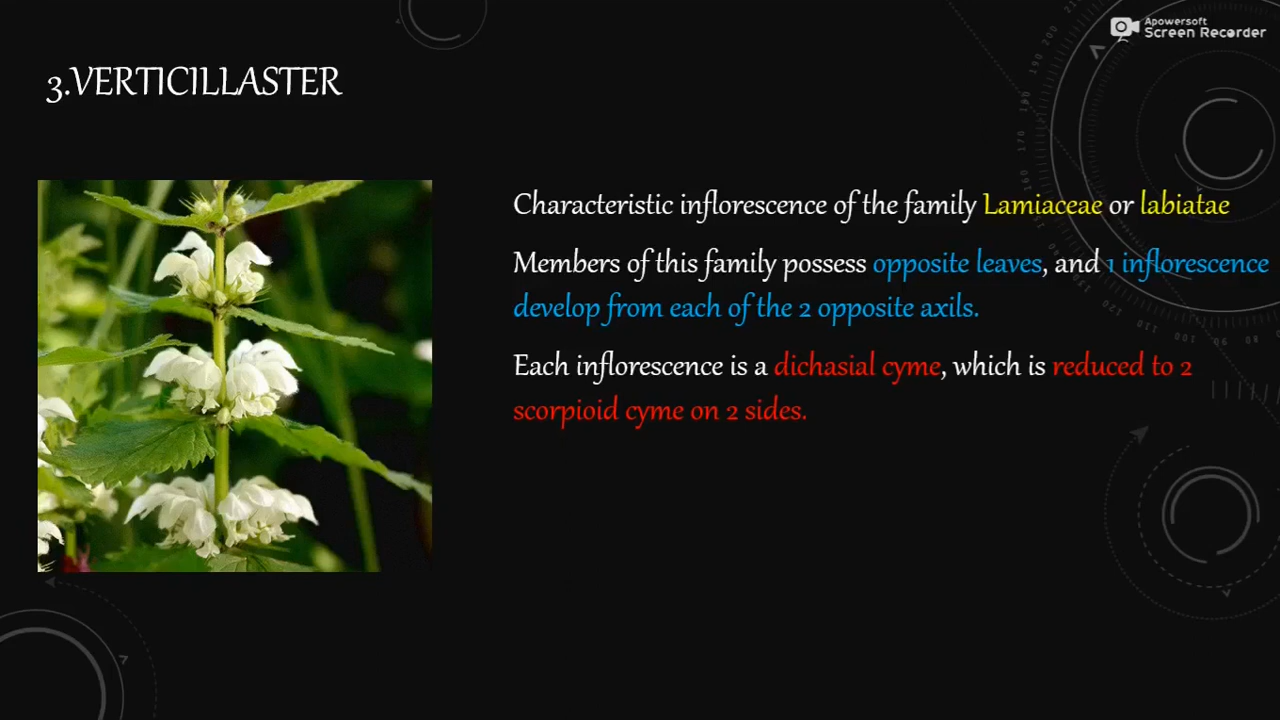 Apowersoft
Screen Recorder
3.VERTICILLASTER
Characteristic inflorescence of the family Lamiaceae or labiatae
Members of this family possess opposite leaves, and 1 inflorescence
develop from each of the 2 opposite axils.
Each inflorescence is a dichasial cyme, which is reduced to 2
scorpioid cyme on 2 sides.